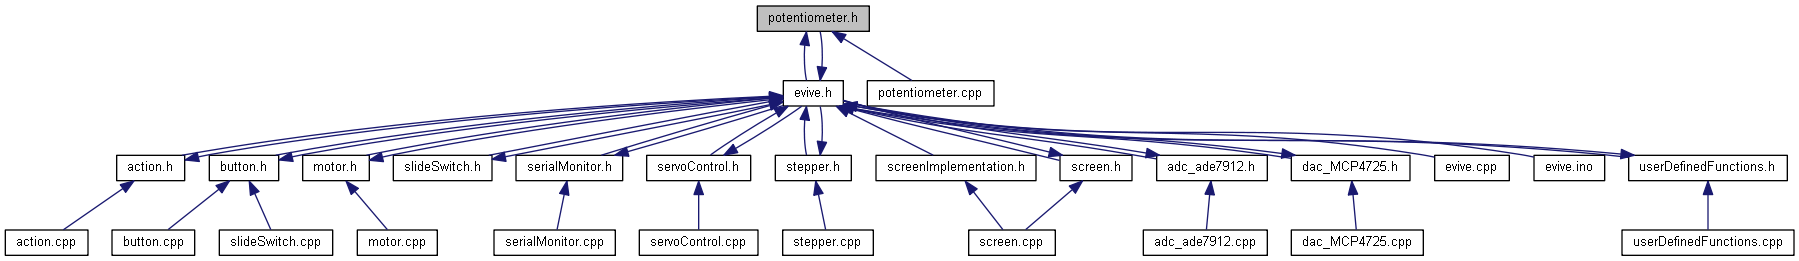 potentiometer.h
evive.h
potentiometer.cpp
action.h
button.h
motor.h
slideSwitch.h
serialMonitor.h
servoControl.h
stepper.h
screenImplementation.h
screen.h
adc_ade7912.h
dac_MCP4725.h
evive.cpp
evive.ino
userDefinedFunctions.h
action.cpp
button.cpp
slideSwitch.cpp
motor.cpp
serialMonitor.cpp
servoControl.cpp
stepper.cpp
screen.cpp
adc_ade7912.cpp
dac_MCP4725.cpp
userDefinedFunctions.cpp